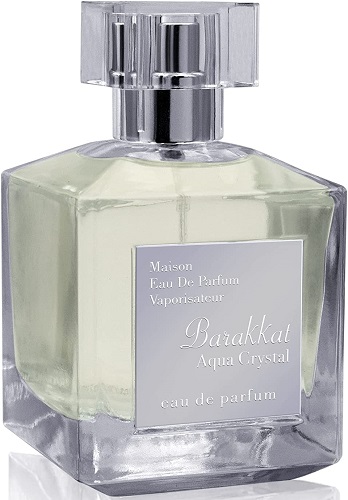 Maison
Eau De Parfum
Vaporisateur
Barakkat
Aqua Crystal
eau de parfum